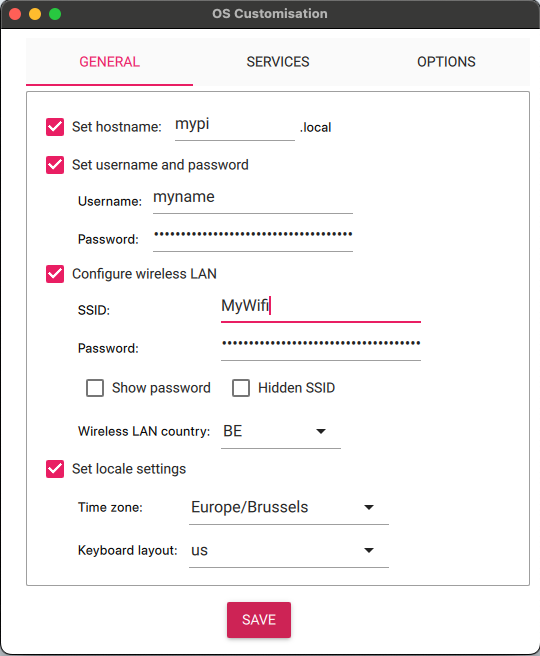 OS Customisation
GENERAL SERVICES OPTIONS
Set hostname: mypi .local
Set username and password
Username: myname
Password: •••••••••••••••••••••••••••••••••••••
Configure wireless LAN
SSID: MyWifi
Password: •••••••••••••••••••••••••••••••••••••
Show password Hidden SSID
Wireless LAN country: BE
Set locale settings
Time zone: Europe/Brussels
Keyboard layout: us
SAVE